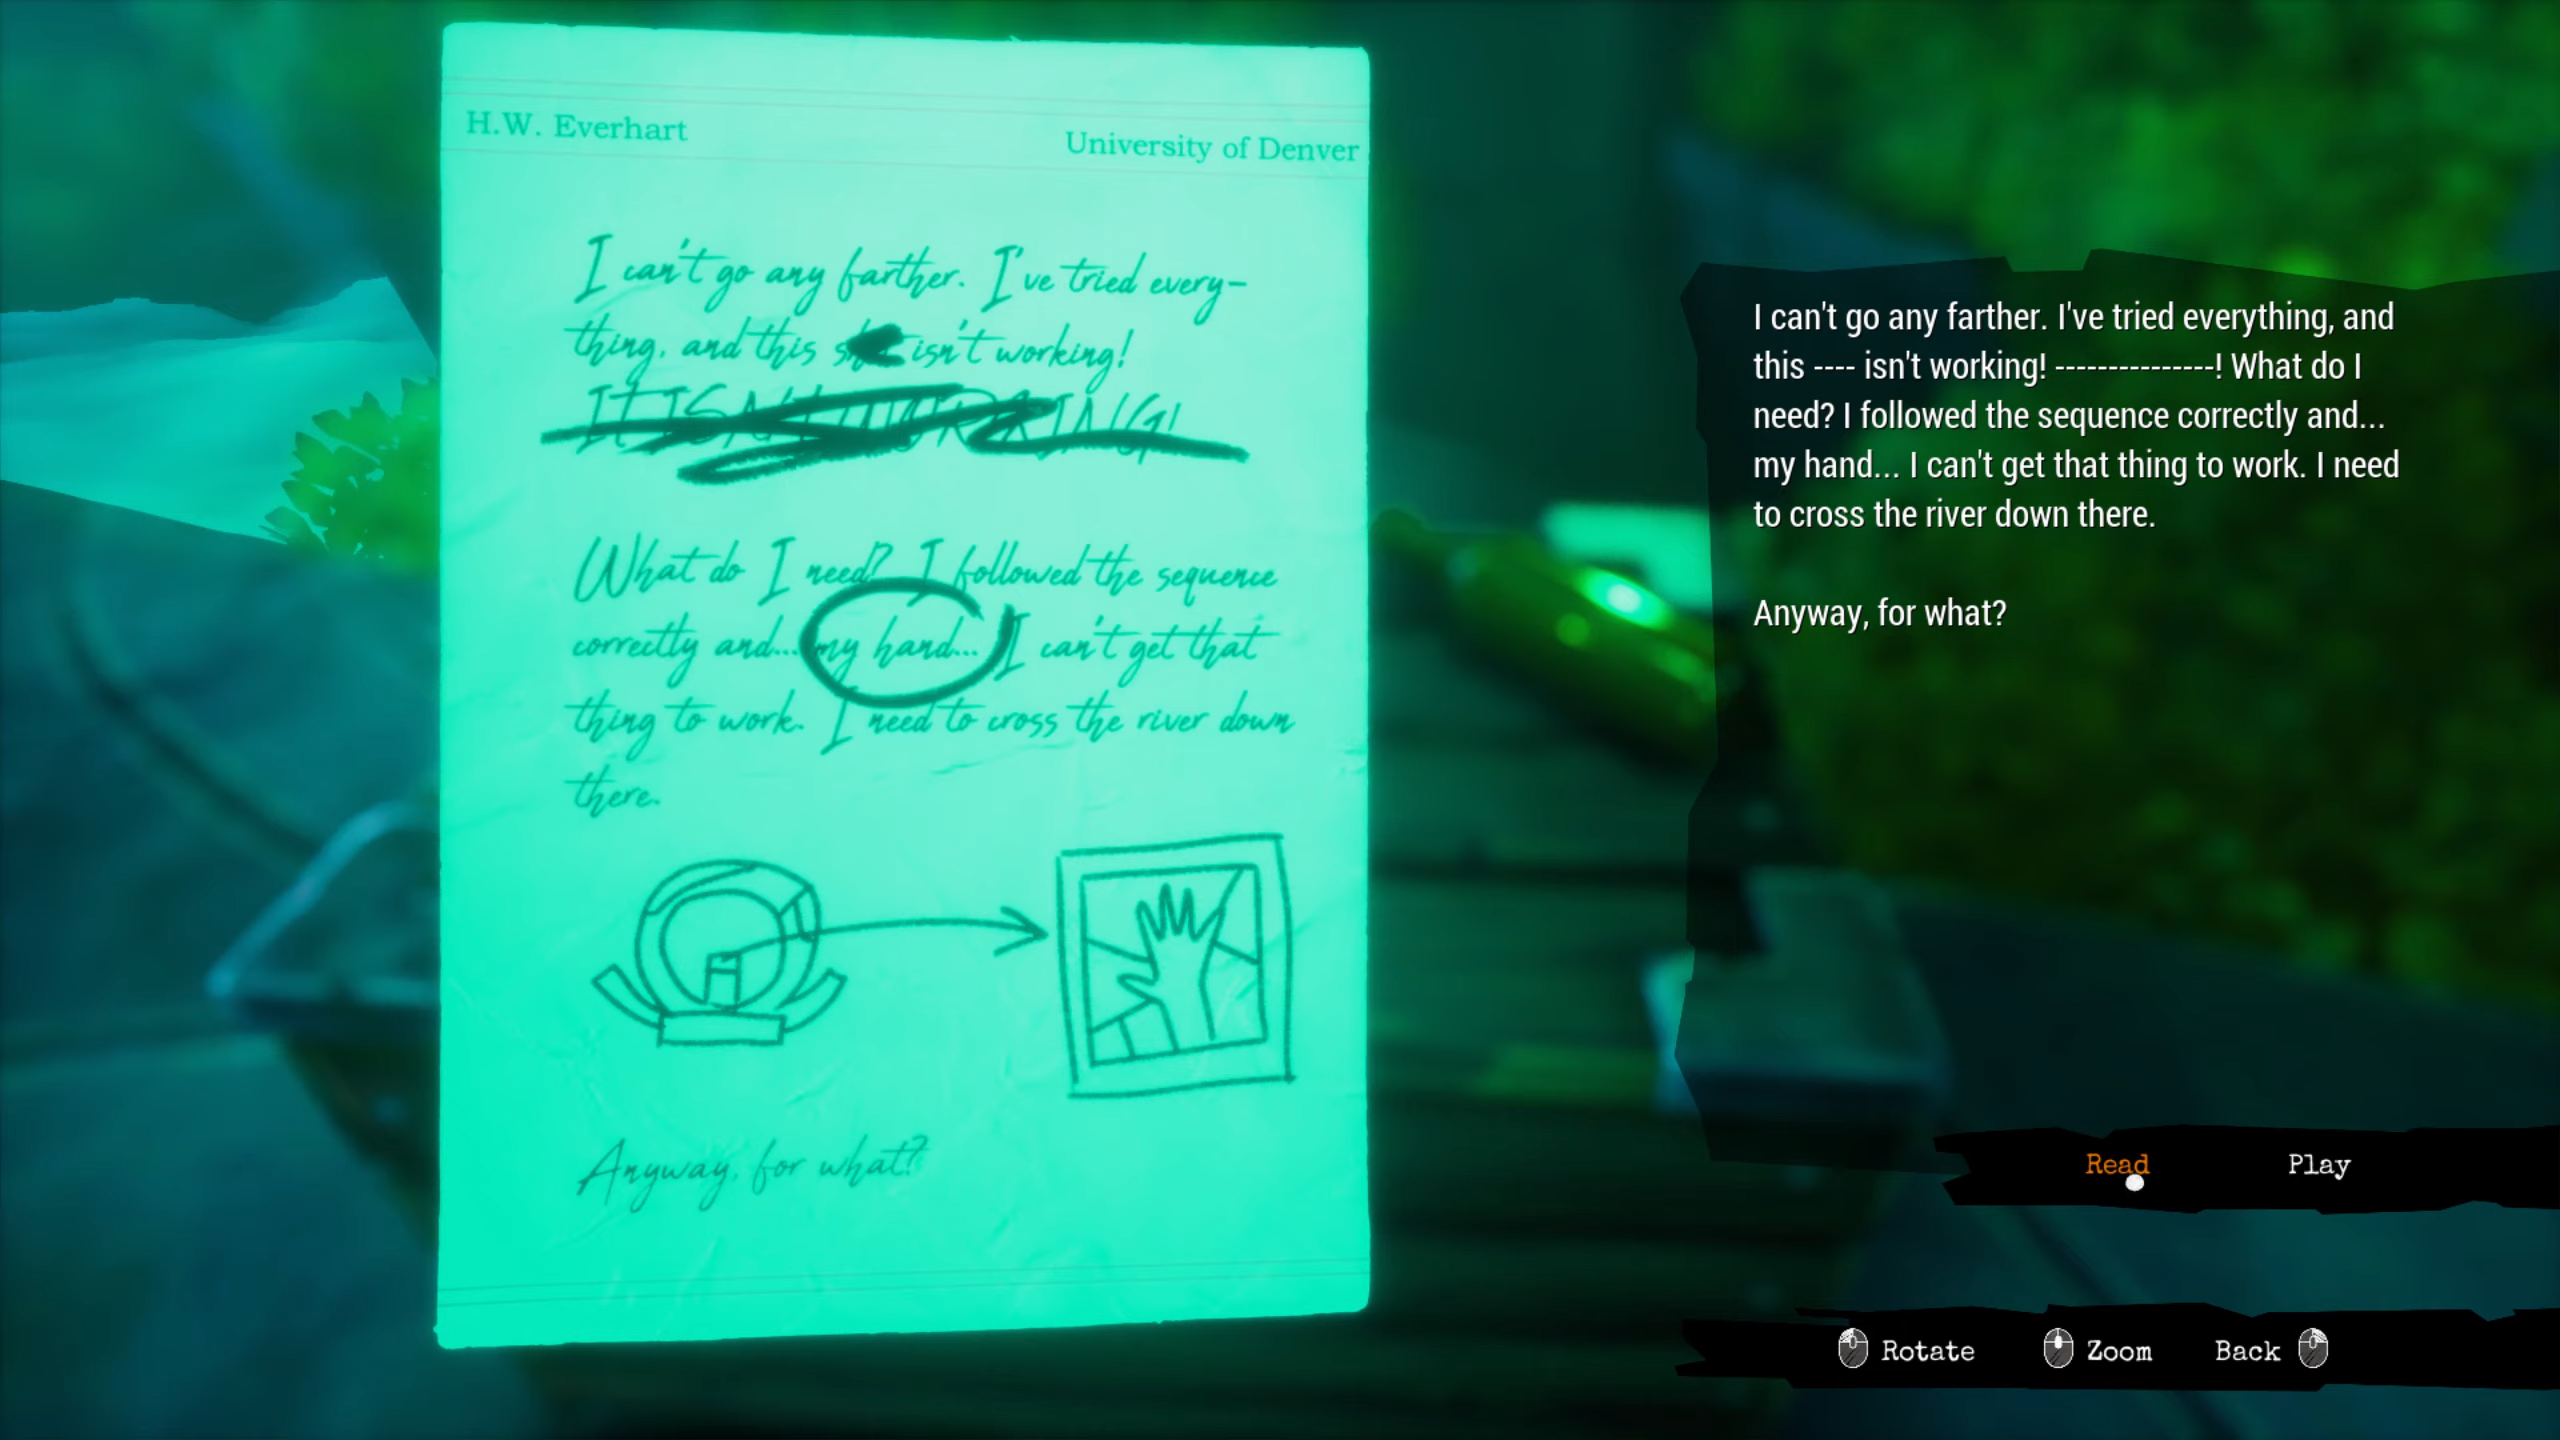 H.W. Everhart
University of Denver
I can't go any farther. I've tried every-
thing, and this isn't working!
IT ISN'T WORKING!
What do I need? I followed the sequence
correctly and... my hand... I can't get that
thing to work. I need to cross the river down
there.
Anyway, for what?
I can't go any farther. I've tried everything, and
this ---- isn't working! ---------------! What do I
need? I followed the sequence correctly and...
my hand... I can't get that thing to work. I need
to cross the river down there.
Anyway, for what?
Read
Play
Rotate
Zoom
Back